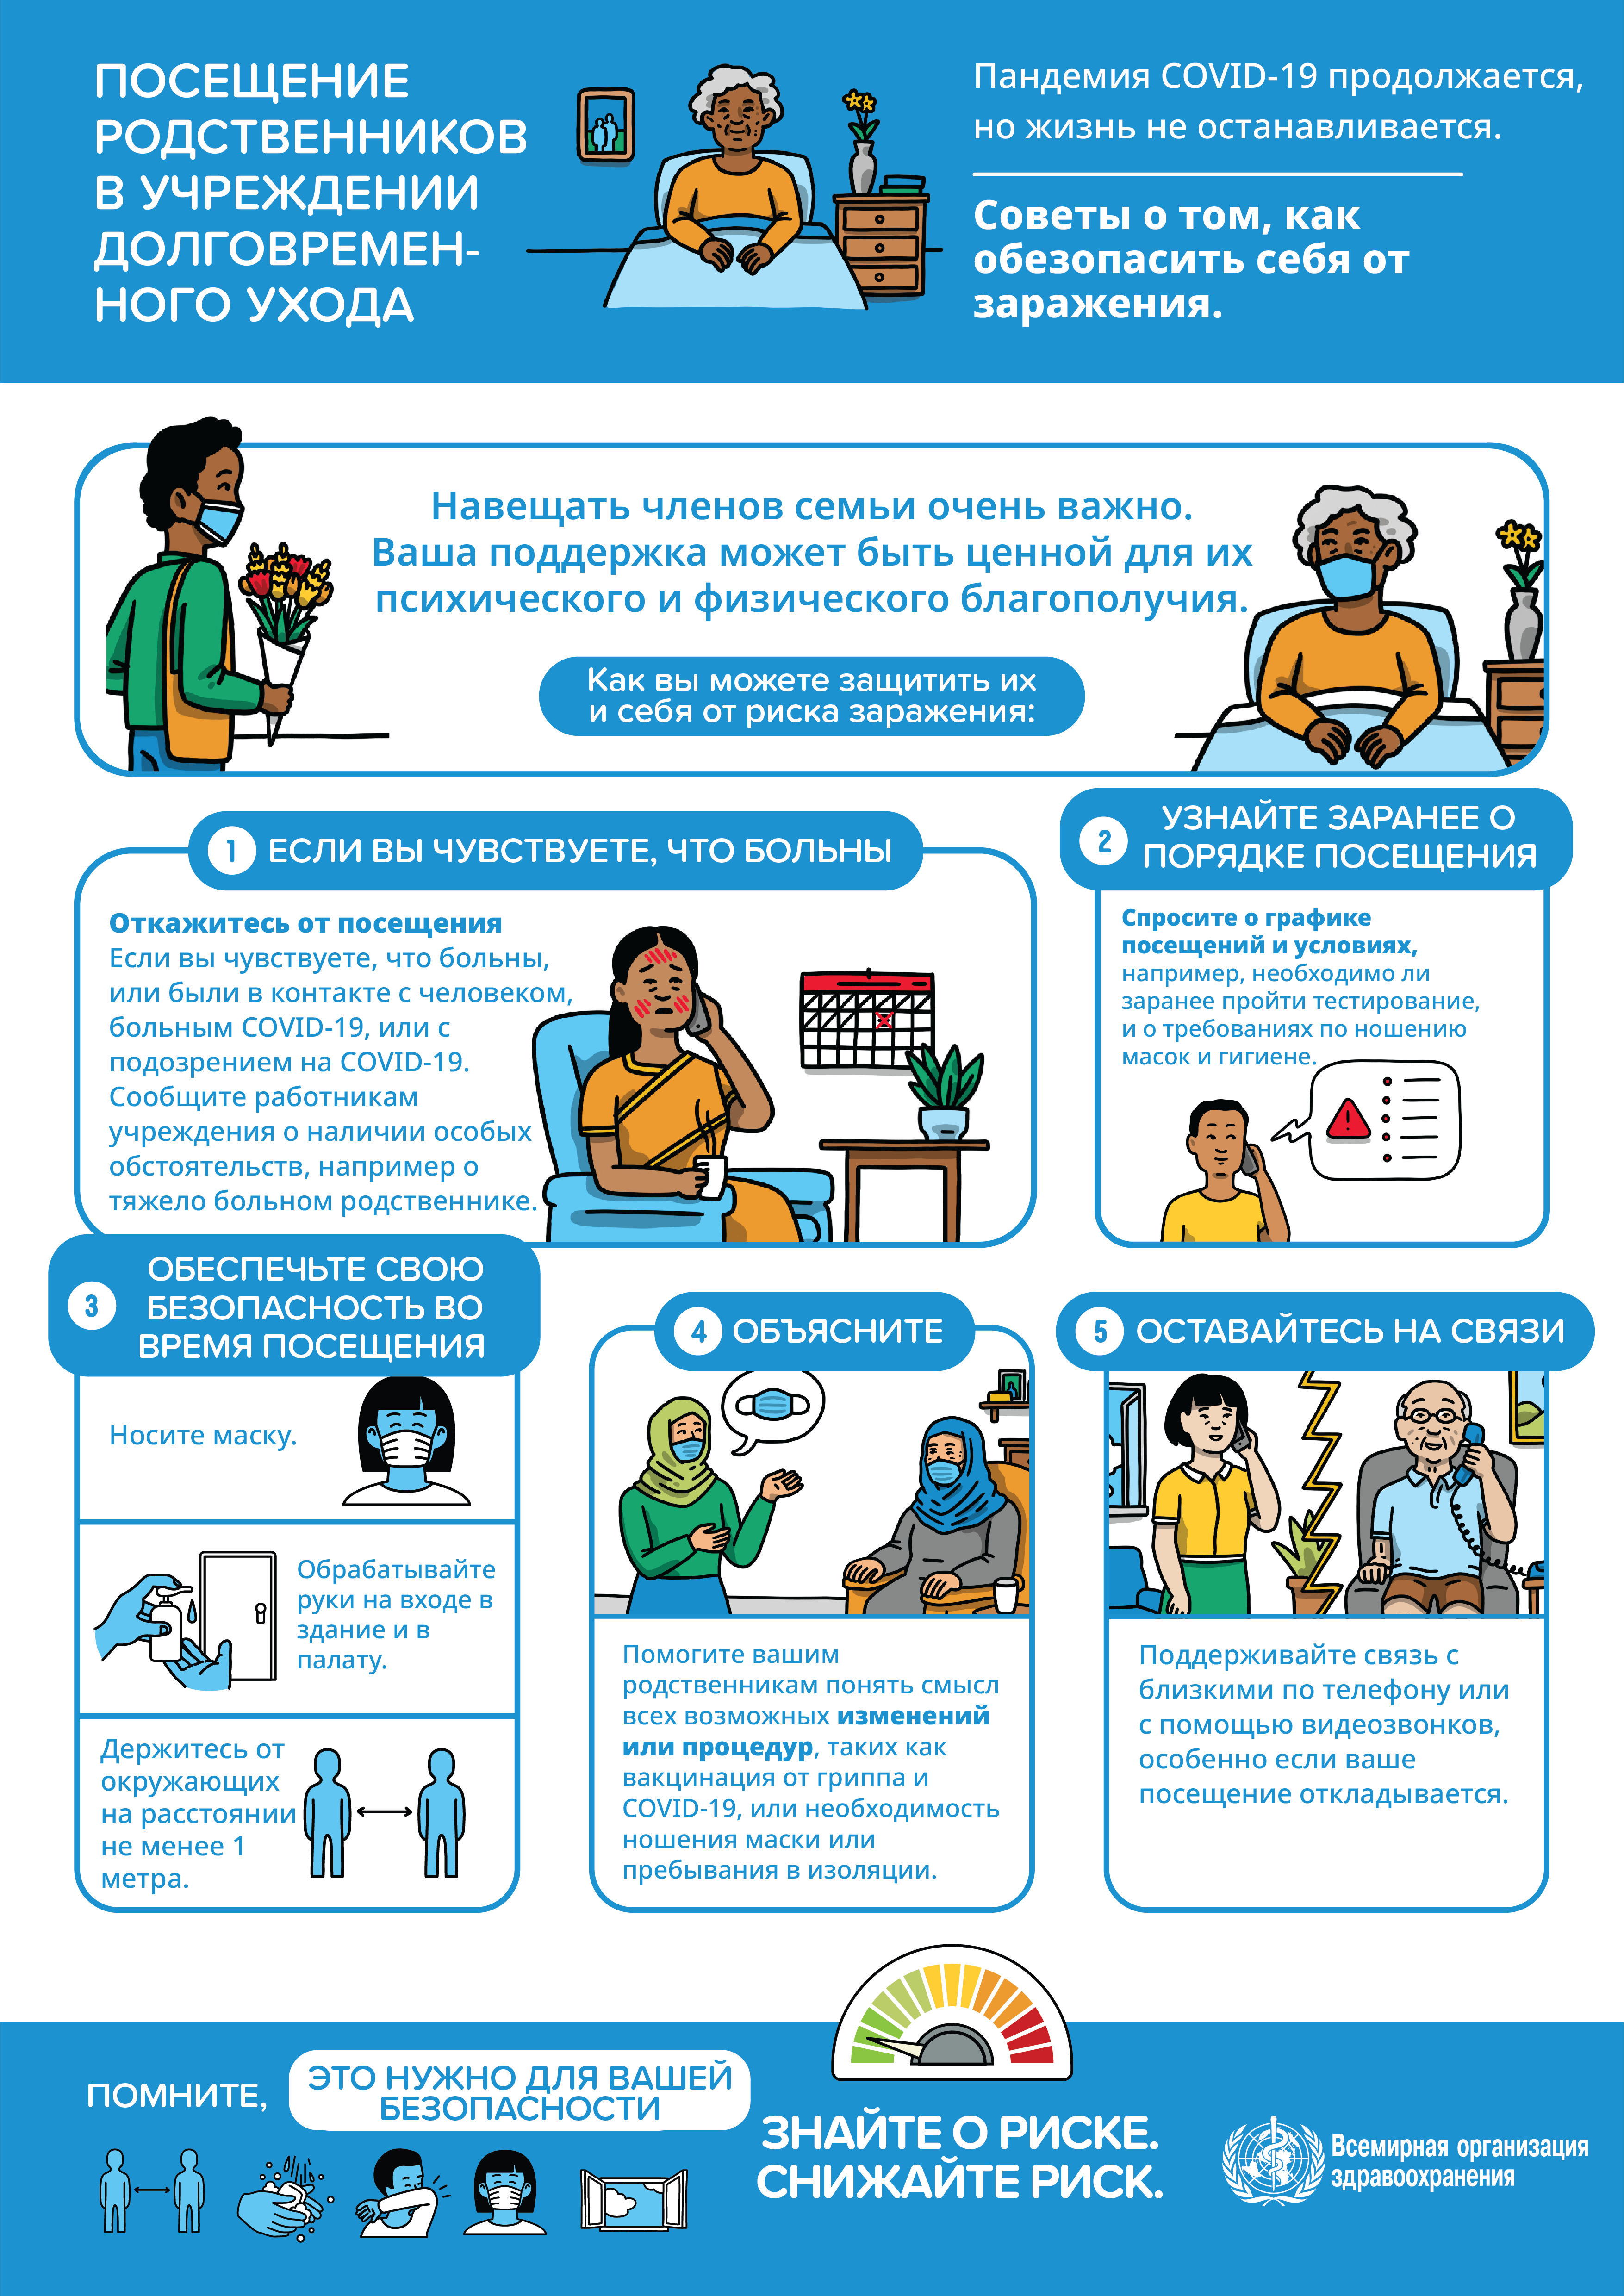 ПОСЕЩЕНИЕ
РОДСТВЕННИКОВ
В УЧРЕЖДЕНИИ
ДОЛГОВРЕМЕН-
НОГО УХОДА
Пандемия COVID-19 продолжается,
но жизнь не останавливается.
Советы о том, как
обезопасить себя от
заражения.
Навещать членов семьи очень важно.
Ваша поддержка может быть ценной для их
психического и физического благополучия.
Как вы можете защитить их
и себя от риска заражения:
1 ЕСЛИ ВЫ ЧУВСТВУЕТЕ, ЧТО БОЛЬНЫ
Откажитесь от посещения
Если вы чувствуете, что больны,
или были в контакте с человеком,
больным COVID-19, или с
подозрением на COVID-19.
Сообщите работникам
учреждения о наличии особых
обстоятельств, например о
тяжело больном родственнике.
2 УЗНАЙТЕ ЗАРАНЕЕ О
ПОРЯДКЕ ПОСЕЩЕНИЯ
Спросите о графике
посещений и условиях,
например, необходимо ли
заранее пройти тестирование,
и о требованиях по ношению
масок и гигиене.
3 ОБЕСПЕЧЬТЕ СВОЮ
БЕЗОПАСНОСТЬ ВО
ВРЕМЯ ПОСЕЩЕНИЯ
Носите маску.
Обрабатывайте
руки на входе в
здание и в
палату.
Держитесь от
окружающих
на расстоянии
не менее 1
метра.
4 ОБЪЯСНИТЕ
Помогите вашим
родственникам понять смысл
всех возможных изменений
или процедур, таких как
вакцинация от гриппа и
COVID-19, или необходимость
ношения маски или
пребывания в изоляции.
5 ОСТАВАЙТЕСЬ НА СВЯЗИ
Поддерживайте связь с
близкими по телефону или
с помощью видеозвонков,
особенно если ваше
посещение откладывается.
ПОМНИТЕ,
ЭТО НУЖНО ДЛЯ ВАШЕЙ
БЕЗОПАСНОСТИ
ЗНАЙТЕ О РИСКЕ.
СНИЖАЙТЕ РИСК.
Всемирная организация
здравоохранения